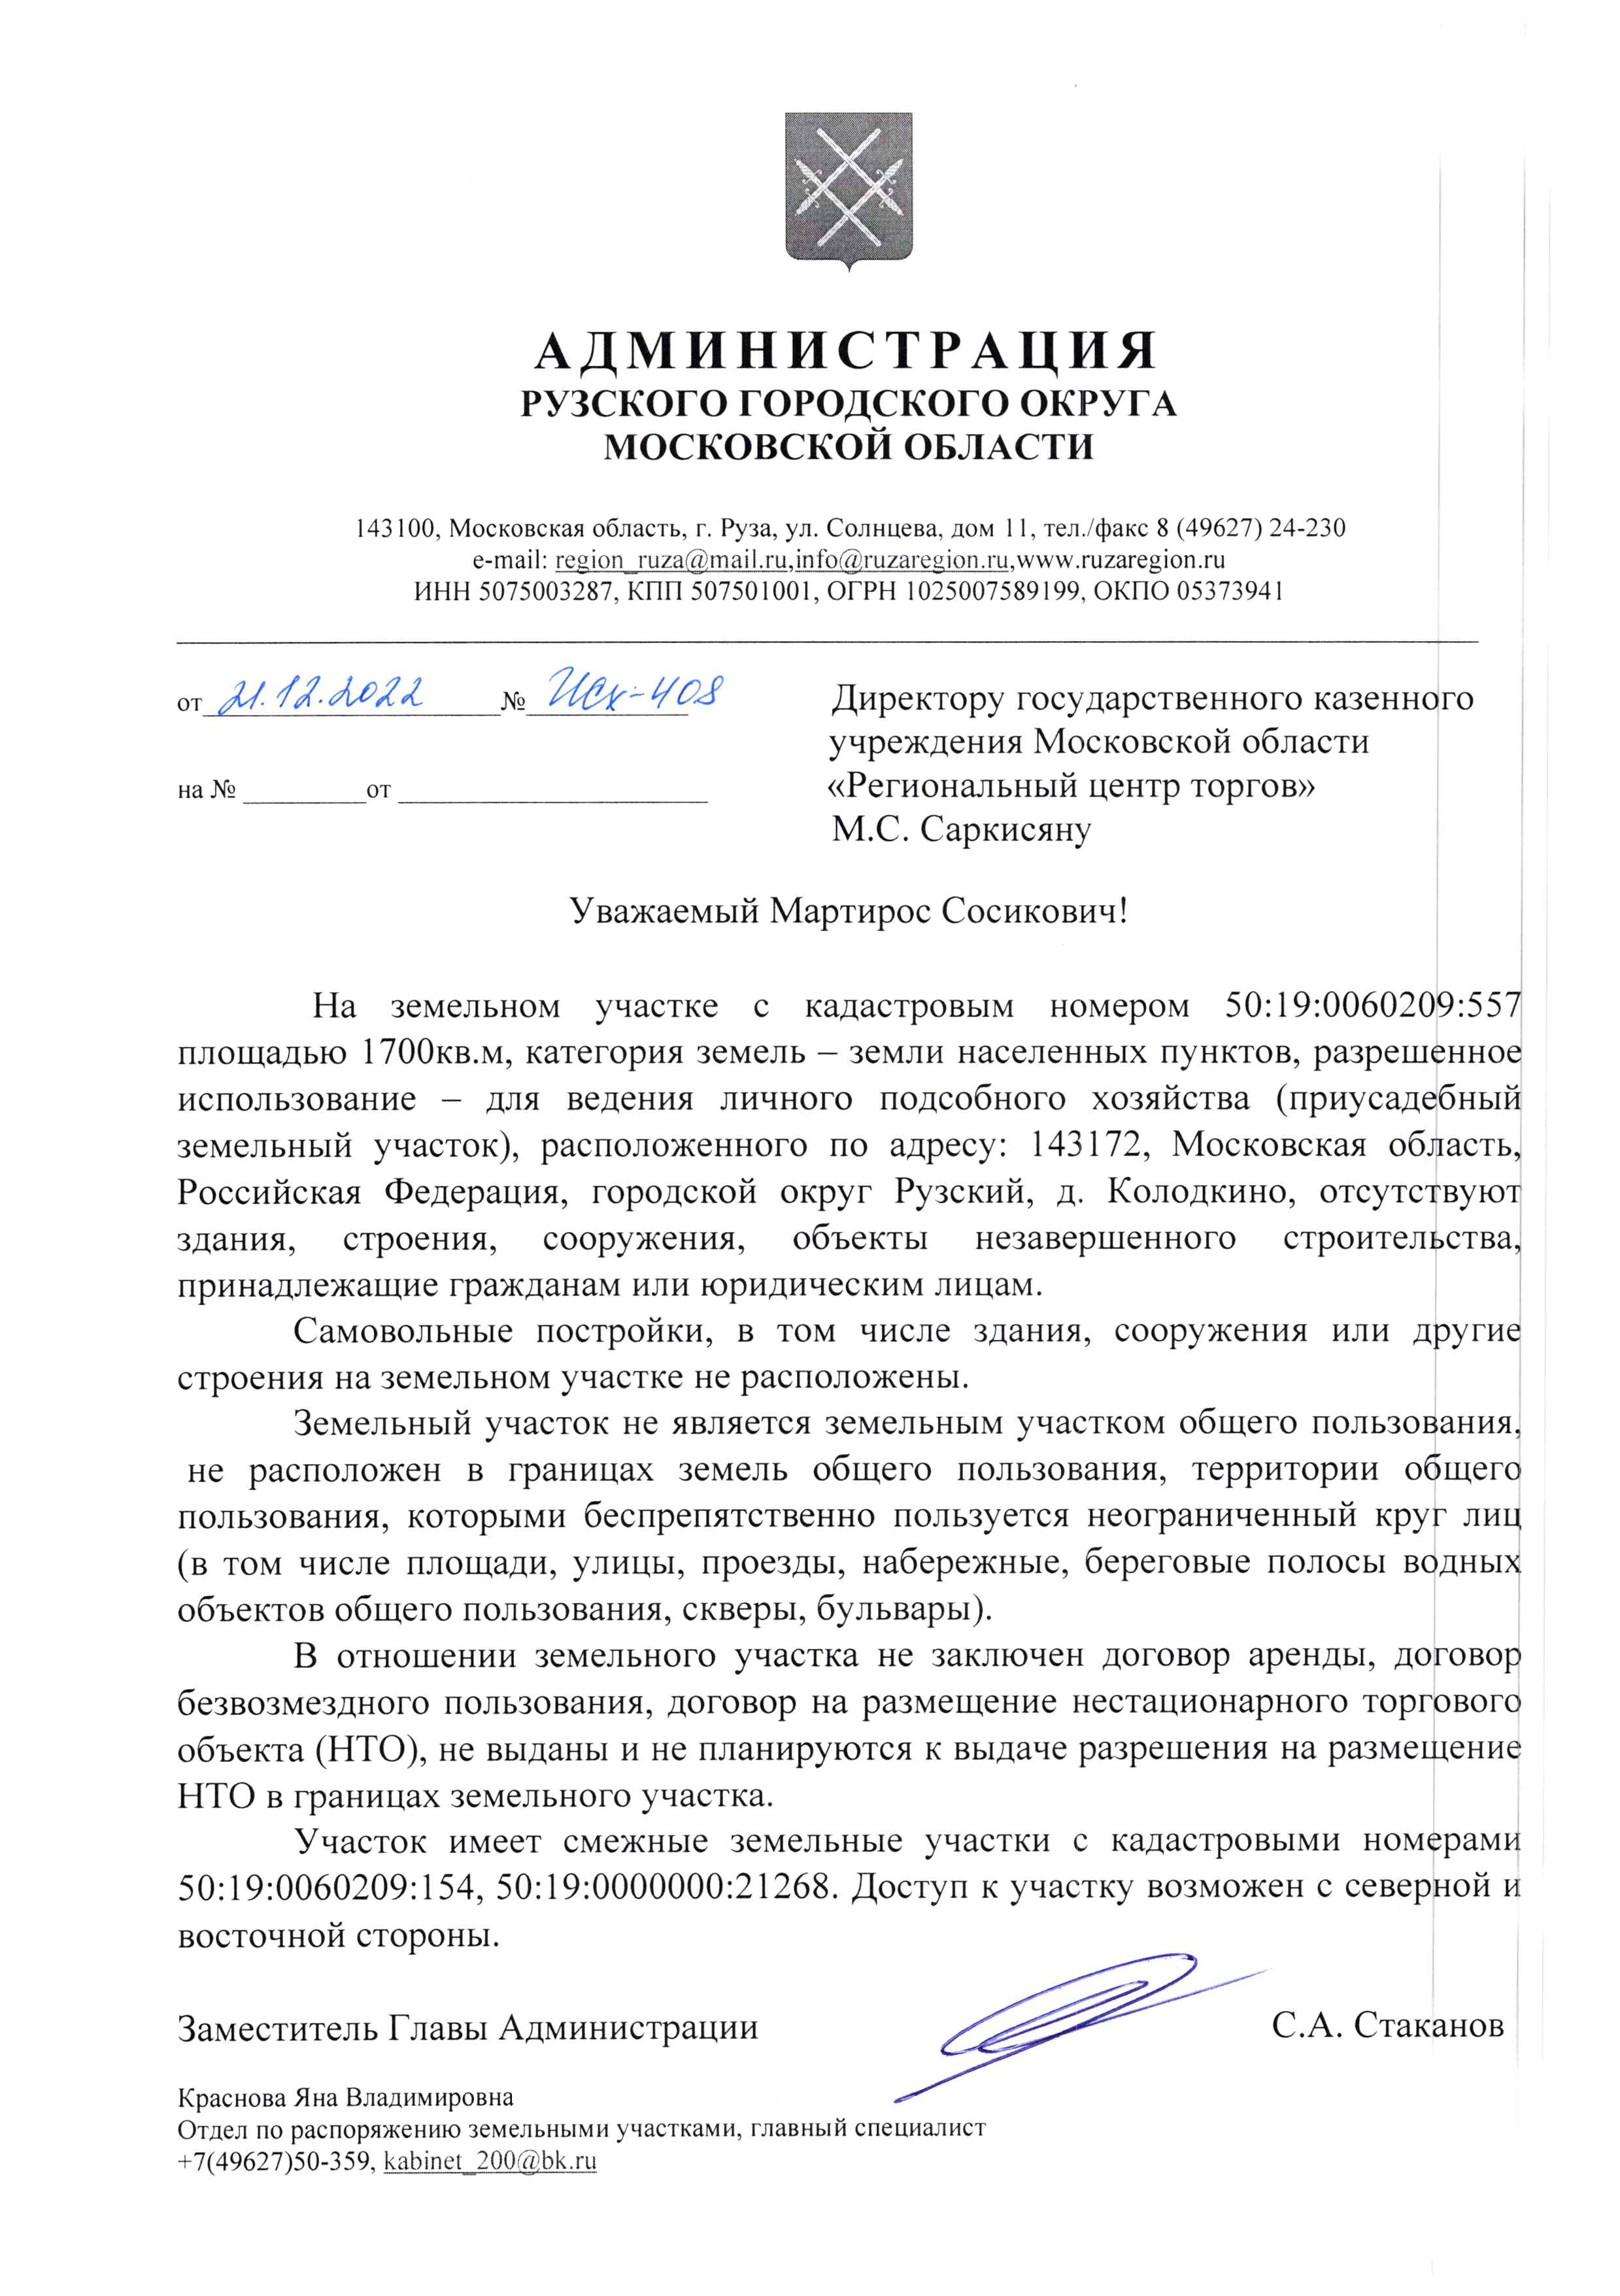 АДМИНИСТРАЦИЯ
РУЗСКОГО ГОРОДСКОГО ОКРУГА
МОСКОВСКОЙ ОБЛАСТИ
143100, Московская область, г. Руза, ул. Солнцева, дом 11, тел./факс 8 (49627) 24-230
e-mail: region_ruza@mail.ru,info@ruzaregion.ru,www.ruzaregion.ru
ИНН 5075003287, КПП 507501001, ОГРН 1025007589199, ОКПО 05373941
от 21.12.2022 № Исх-408
на № __________от ____________________
Директору государственного казенного
учреждения Московской области
«Региональный центр торгов»
М.С. Саркисяну
Уважаемый Мартирос Сосикович!
На земельном участке с кадастровым номером 50:19:0060209:557
площадью 1700кв.м, категория земель – земли населенных пунктов, разрешенное
использование – для ведения личного подсобного хозяйства (приусадебный
земельный участок), расположенного по адресу: 143172, Московская область,
Российская Федерация, городской округ Рузский, д. Колодкино, отсутствуют
здания, строения, сооружения, объекты незавершенного строительства,
принадлежащие гражданам или юридическим лицам.
Самовольные постройки, в том числе здания, сооружения или другие
строения на земельном участке не расположены.
Земельный участок не является земельным участком общего пользования,
не расположен в границах земель общего пользования, территории общего
пользования, которыми беспрепятственно пользуется неограниченный круг лиц
(в том числе площади, улицы, проезды, набережные, береговые полосы водных
объектов общего пользования, скверы, бульвары).
В отношении земельного участка не заключен договор аренды, договор
безвозмездного пользования, договор на размещение нестационарного торгового
объекта (НТО), не выданы и не планируются к выдаче разрешения на размещение
НТО в границах земельного участка.
Участок имеет смежные земельные участки с кадастровыми номерами
50:19:0060209:154, 50:19:0000000:21268. Доступ к участку возможен с северной и
восточной стороны.
Заместитель Главы Администрации
С.А. Стаканов
Краснова Яна Владимировна
Отдел по распоряжению земельными участками, главный специалист
+7(49627)50-359, kabinet_200@bk.ru